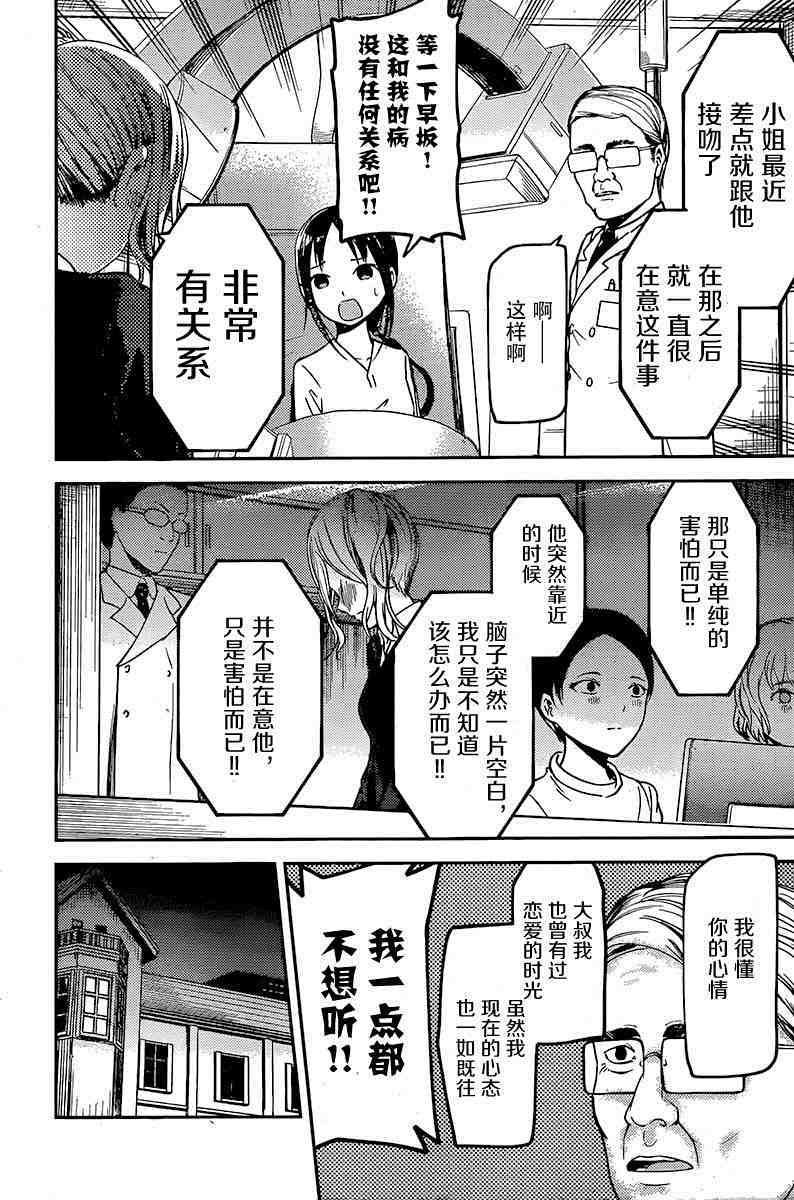 小姐最近
差点就跟他
接吻了
在那之后
就一直很
在意这件事
啊——
这样啊
等一下早坂!
这和我的病
没有任何关系吧!!
非常
有关系
那只是单纯的
害怕而已!!
他突然靠近
的时候
脑子突然一片空白,
我只是不知道
该怎么办而已!!
并不是在意他,
只是害怕而已!!
我很懂
你的心情
大叔我
也曾有过
恋爱的时光
虽然我
现在的心态
也一如既往
我一点都
不想听!!